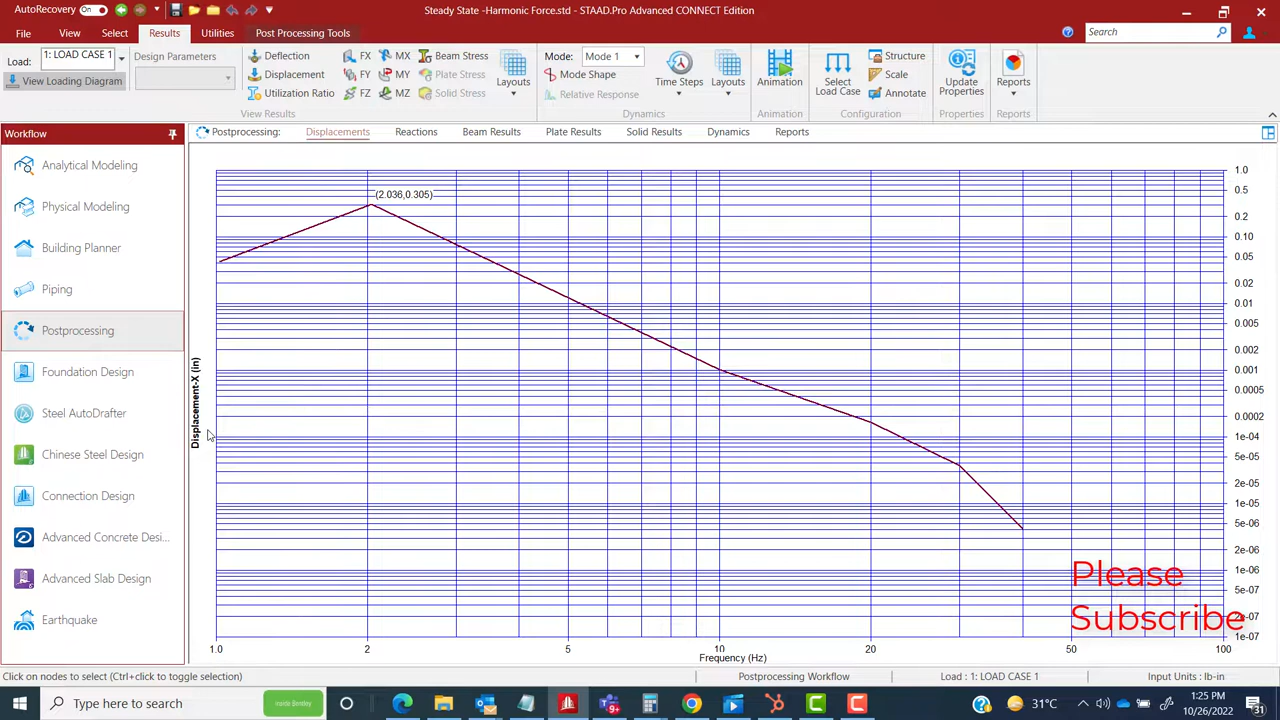 AutoRecovery On
Steady State -Harmonic Force.std - STAAD.Pro Advanced CONNECT Edition
File View Select Results Utilities Post Processing Tools Search
Load: 1: LOAD CASE 1
View Loading Diagram
Design Parameters
Deflection
Displacement
Utilization Ratio
FX MX
FY MY
FZ MZ
Beam Stress
Plate Stress
Solid Stress
Layouts
View Results
Mode: Mode 1
Mode Shape
Relative Response
Time Steps
Layouts
Dynamics
Animation
Animation
Select Load Case
Structure
Scale
Annotate
Configuration
Update Properties
Properties
Reports
Reports
Workflow
Postprocessing: Displacements Reactions Beam Results Plate Results Solid Results Dynamics Reports
Analytical Modeling
Physical Modeling
Building Planner
Piping
Postprocessing
Foundation Design
Steel AutoDrafter
Chinese Steel Design
Connection Design
Advanced Concrete Desi...
Advanced Slab Design
Earthquake
(2.036,0.305)
Displacement-X (in)
1.0
0.5
0.2
0.10
0.05
0.02
0.01
0.005
0.002
0.001
0.0005
0.0002
1e-04
5e-05
2e-05
1e-05
5e-06
2e-06
1e-06
5e-07
1e-07
1.0 2 5 10 20 50 100
Frequency (Hz)
Please
Subscribe
Click on nodes to select (Ctrl+click to toggle selection)
Postprocessing Workflow
Load : 1: LOAD CASE 1
Input Units : lb-in
Type here to search
31°C
1:25 PM
10/26/2022
31